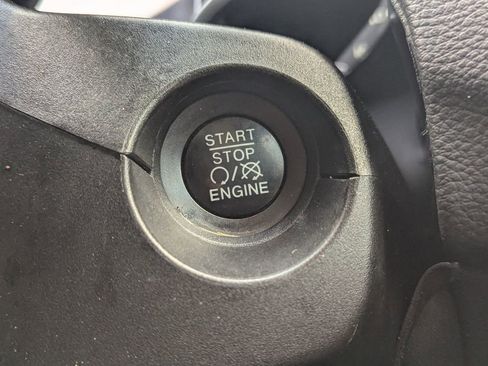 START
STOP
/
ENGINE